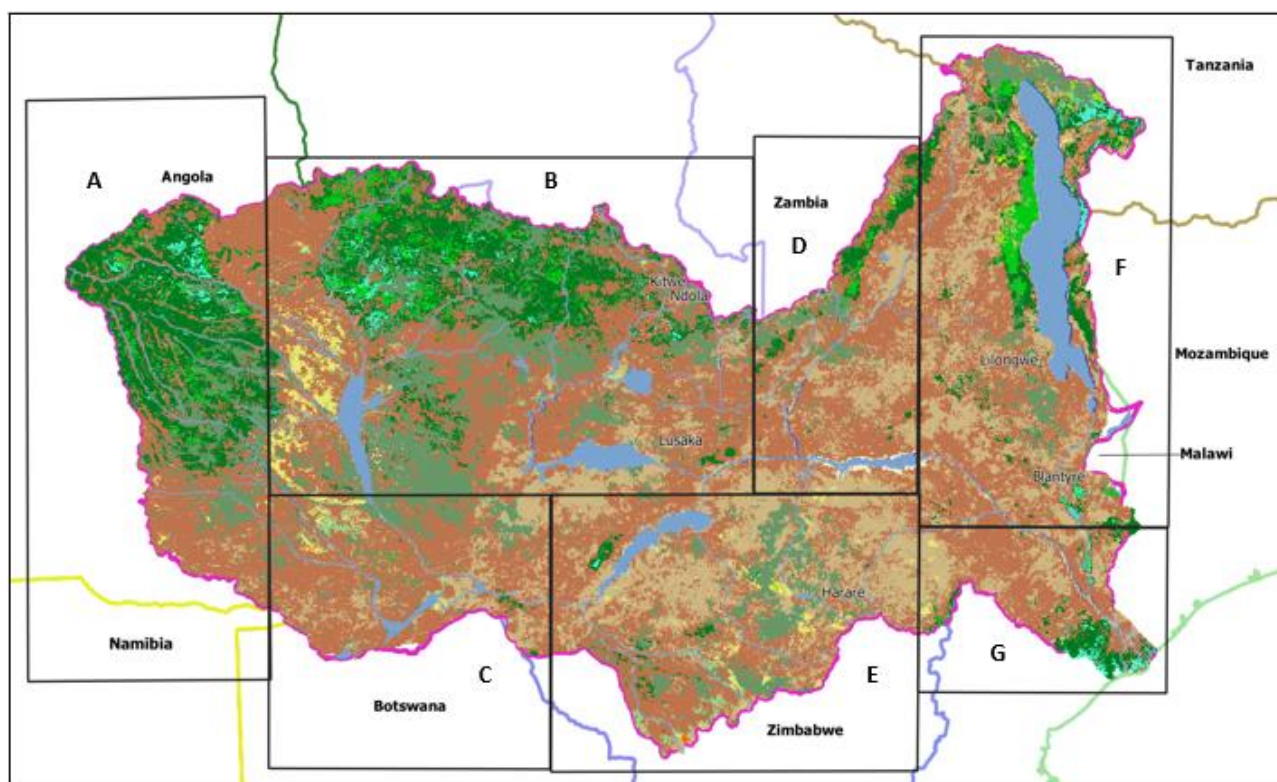 Tanzania
A
Angola
B
Zambia
D
F
Kitwe
Ndola
Lilongwe
Mozambique
Lusaka
Malawi
Blantyre
Harare
Namibia
C
Botswana
E
Zimbabwe
G